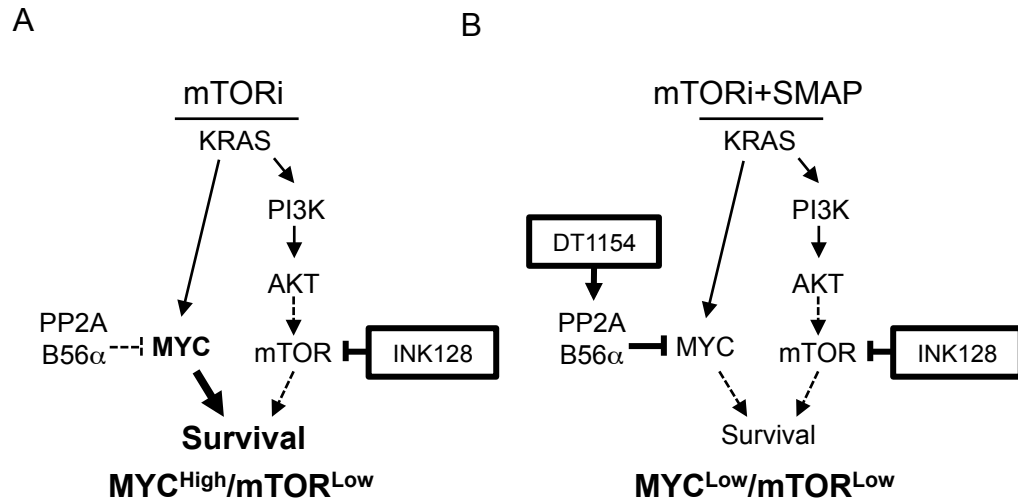 A
mTORi
KRAS
PI3K
AKT
PP2A
B56α
MYC
mTOR
INK128
Survival
MYCHigh/mTORLow
B
mTORi+SMAP
KRAS
PI3K
DT1154
AKT
PP2A
B56α
MYC
mTOR
INK128
Survival
MYCLow/mTORLow